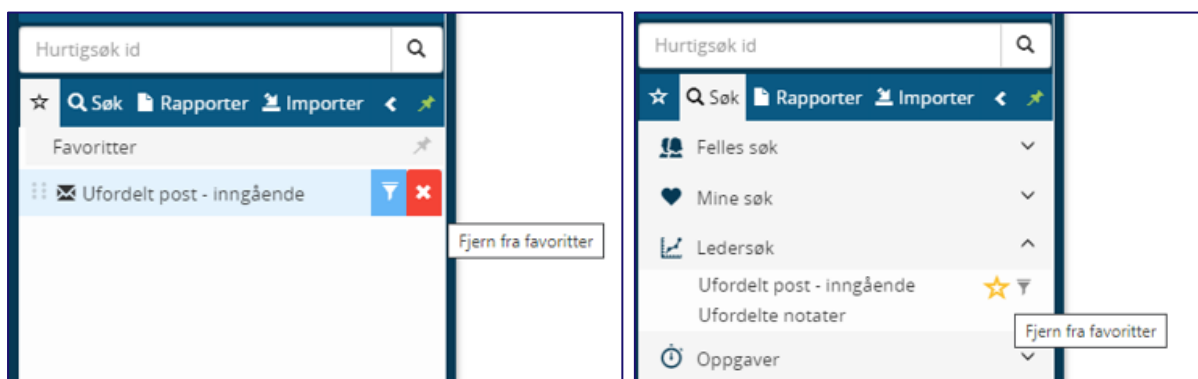 Hurtigsøk id
Søk Rapporter Importer
Favoritter
Ufordelt post - inngående
Fjern fra favoritter
Hurtigsøk id
Søk Rapporter Importer
Felles søk
Mine søk
Ledersøk
Ufordelt post - inngående
Ufordelte notater
Fjern fra favoritter
Oppgaver